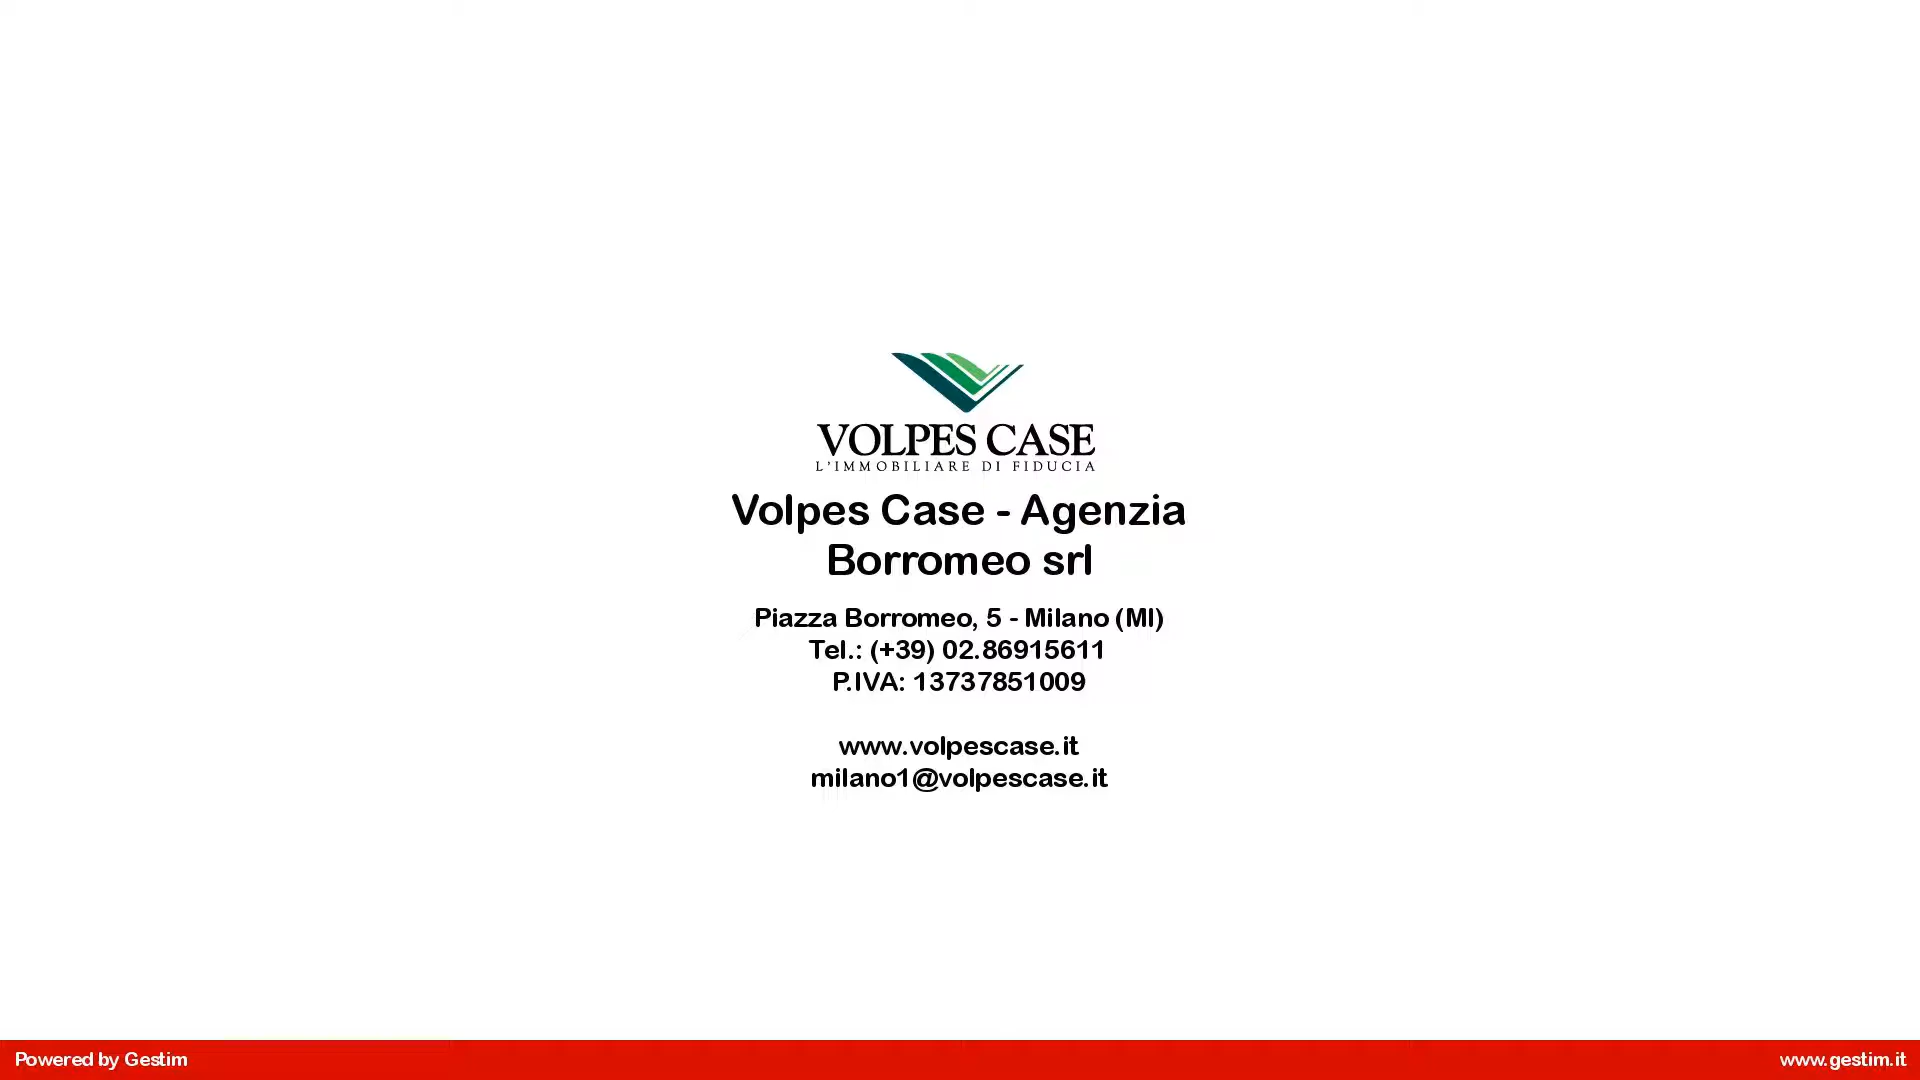 VOLPES CASE
L'IMMOBILIARE DI FIDUCIA
Volpes Case - Agenzia
Borromeo srl
Piazza Borromeo, 5 - Milano (MI)
Tel.: (+39) 02.86915611
P.IVA: 13737851009
www.volpescase.it
milano1@volpescase.it
Powered by Gestim
www.gestim.it